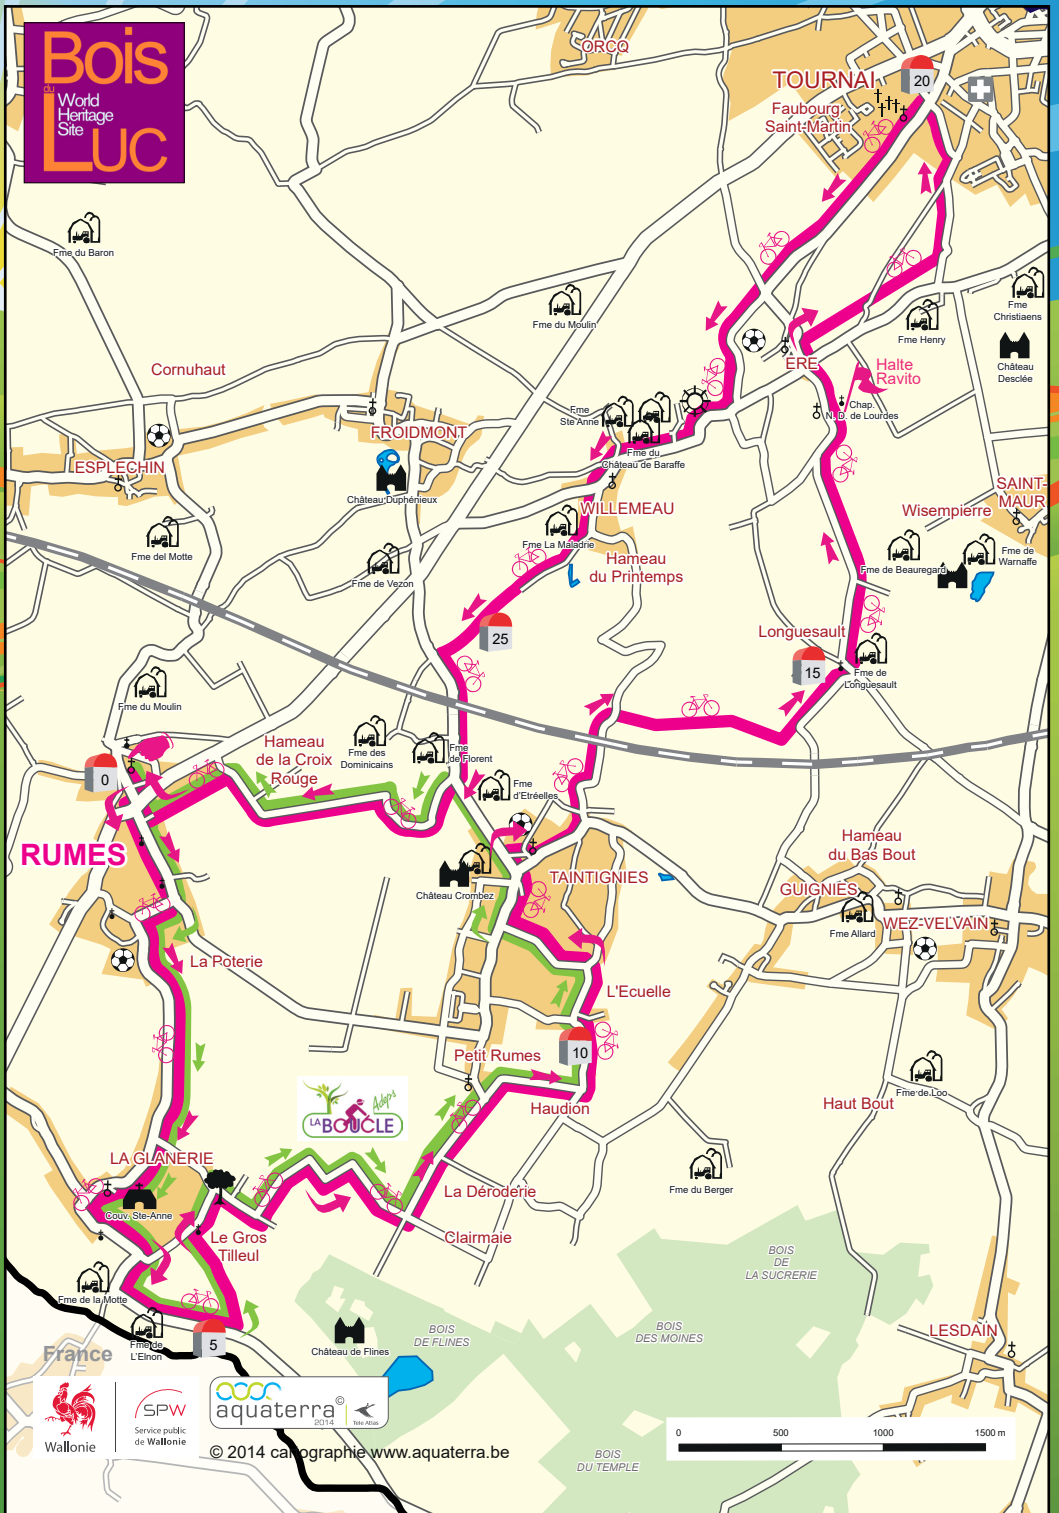 Bois
du
World
Heritage
Site
LUC
ORCQ
TOURNAI
20
Faubourg
Saint-Martin
Fme du Baron
Fme du Moulin
Fme
Christiaens
Fme Henry
Château
Desclée
Cornuhaut
ERE
Halte
Ravito
Chap.
N. D. de Lourdes
Fme
Ste Anne
FROIDMONT
Fme du
Château de Baraffe
ESPLECHIN
Château Duphénieux
WILLEMEAU
SAINT-
MAUR
Wisempierre
Fme del Motte
Fme La Maladrie
Fme de Vezon
Hameau
du Printemps
Fme de Beauregard
Fme de
Warnaffe
25
Longuesault
15
Fme de
Longuesault
Fme du Moulin
Hameau
de la Croix
Rouge
Fme des
Dominicains
Fme
de Florent
0
Fme
d'Etréelles
RUMES
Hameau
du Bas Bout
TAINTIGNIES
Château Crombez
GUIGNIES
Fme Allard
WEZ-VELVAIN
La Poterie
L'Ecuelle
10
Petit Rumes
Haudion
Fme de Loo
Haut Bout
Adeps
LA BOUCLE
LA GLANERIE
Couv. Ste-Anne
La Déroderie
Fme du Berger
Le Gros
Tilleul
Clairmaie
BOIS
DE
LA SUCRERIE
Fme de la Motte
5
Fme de
L'Elnon
France
Château de Flines
BOIS
DE FLINES
BOIS
DES MOINES
LESDAIN
Wallonie
SPW
Service public
de Wallonie
aquaterra©
2014
Tele Atlas
© 2014 cartographie www.aquaterra.be
BOIS
DU TEMPLE
0 500 1000 1500 m